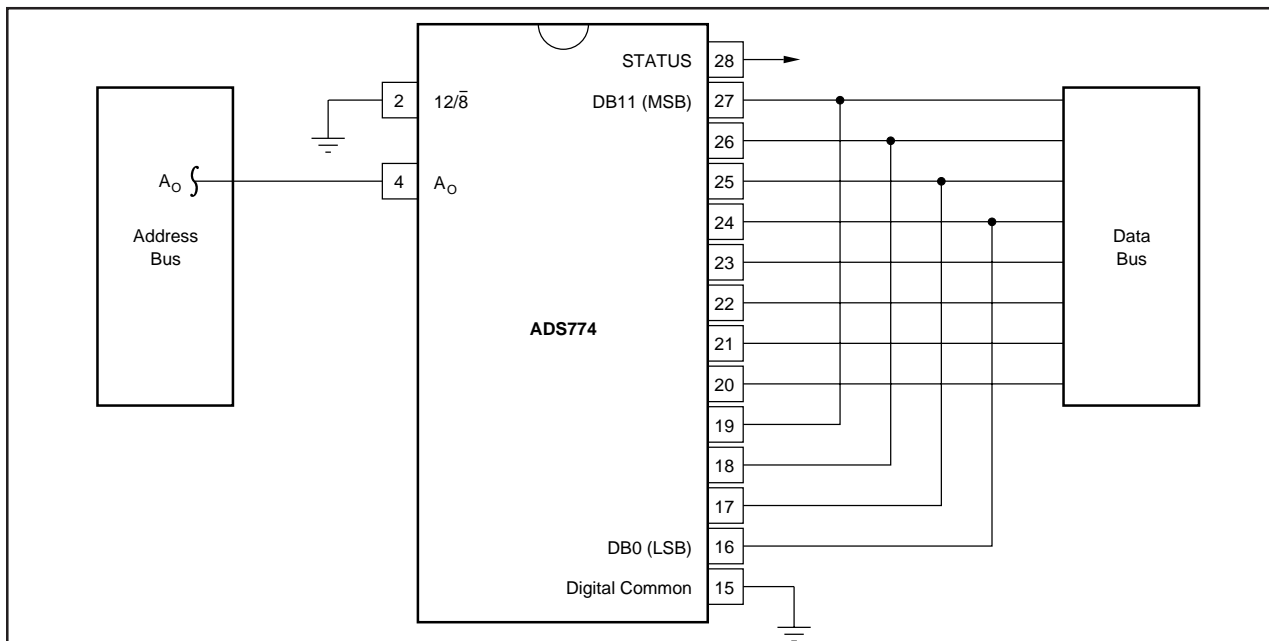 STATUS 28
2 12/8̅ DB11 (MSB) 27
26
A_O 4 A_O 25
24
Address Bus
Data Bus
23
22
ADS774 21
20
19
18
17
DB0 (LSB) 16
Digital Common 15